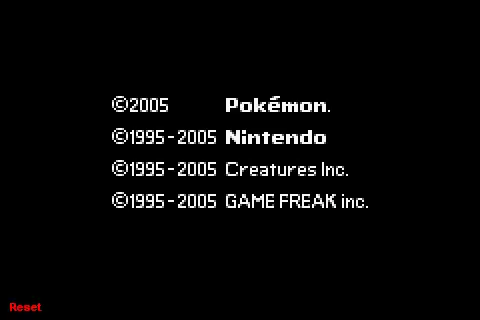 ©2005 Pokémon.
©1995-2005 Nintendo
©1995-2005 Creatures Inc.
©1995-2005 GAME FREAK inc.
Reset